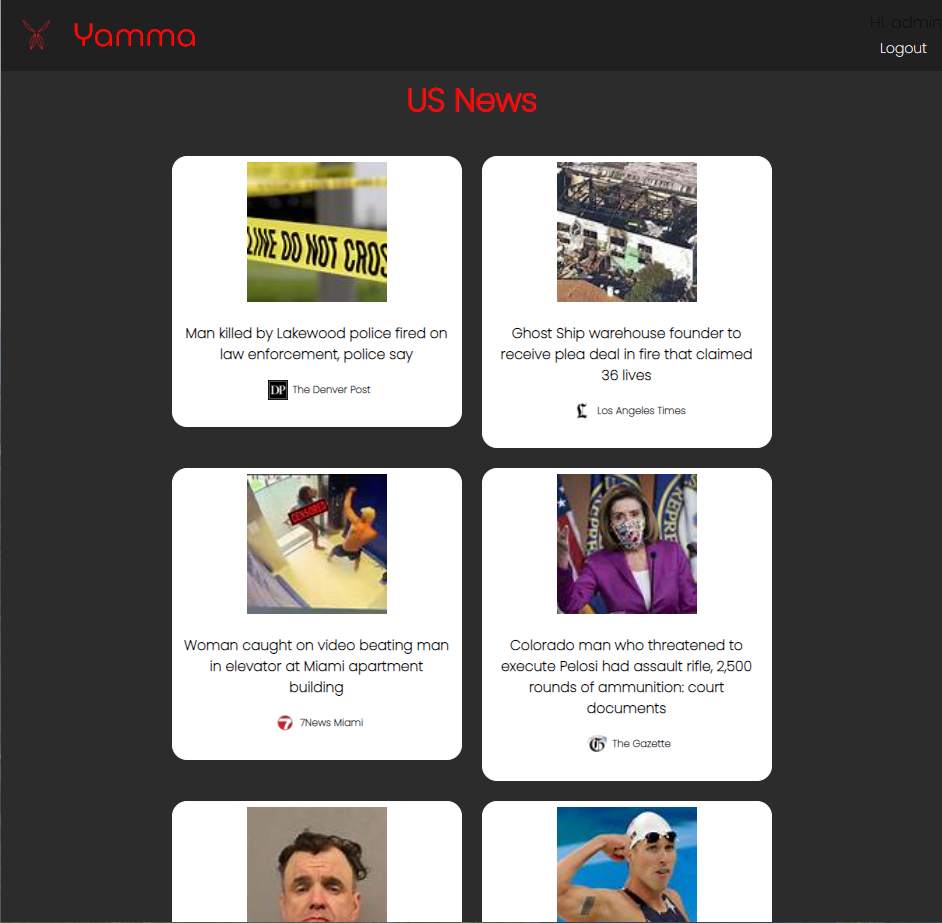 Yamma
Hi: admin
Logout
US News
LINE DO NOT CROS
Man killed by Lakewood police fired on
law enforcement, police say
DP The Denver Post
Ghost Ship warehouse founder to
receive plea deal in fire that claimed
36 lives
L Los Angeles Times
CENSORED
Woman caught on video beating man
in elevator at Miami apartment
building
7 7News Miami
Colorado man who threatened to
execute Pelosi had assault rifle, 2,500
rounds of ammunition: court
documents
G The Gazette